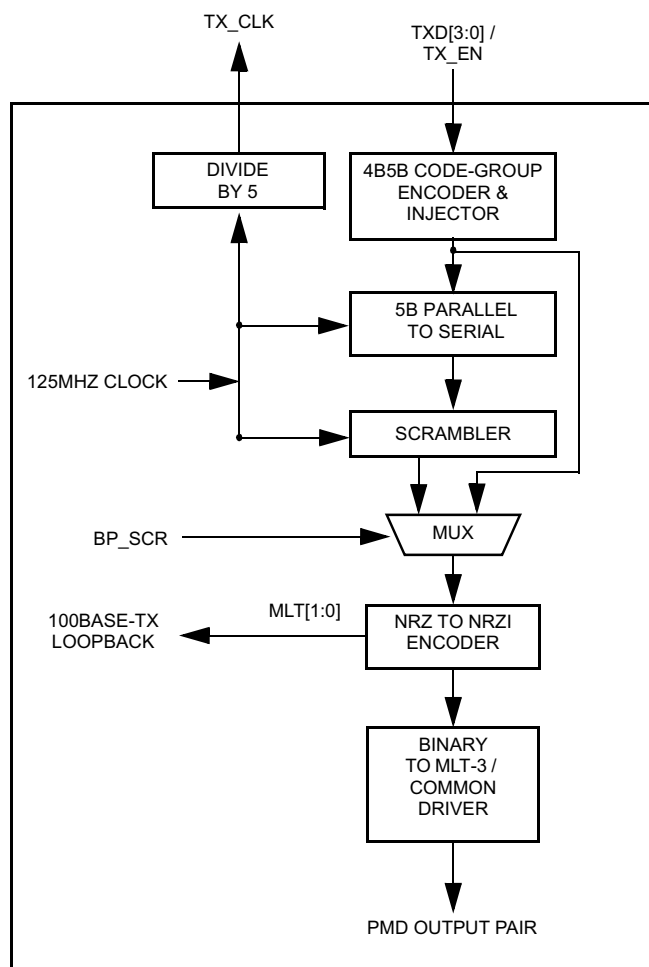 TX_CLK
TXD[3:0] /
TX_EN
DIVIDE
BY 5
4B5B CODE-GROUP
ENCODER &
INJECTOR
5B PARALLEL
TO SERIAL
125MHZ CLOCK
SCRAMBLER
BP_SCR
MUX
100BASE-TX
LOOPBACK
MLT[1:0]
NRZ TO NRZI
ENCODER
BINARY
TO MLT-3 /
COMMON
DRIVER
PMD OUTPUT PAIR